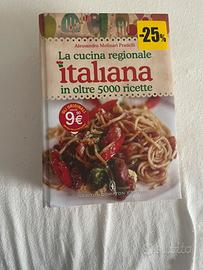 -25%
Alessandro Molinari Pradelli
La cucina regionale
italiana
in oltre 5000 ricette
9€